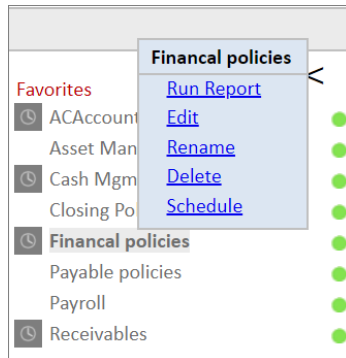 Financal policies
<
Run Report
Edit
Rename
Delete
Schedule
Favorites
ACAccount
Asset Man
Cash Mgm
Closing Pol
Financal policies
Payable policies
Payroll
Receivables